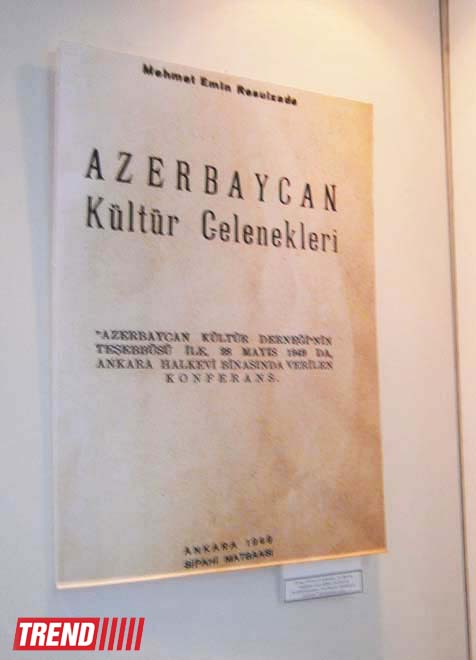 Mehmet Emin Resulzade
AZERBAYCAN
Kültür Gelenekleri
"AZERBAYCAN KÜLTÜR DERNEĞİ"NİN
TEŞEBBÜSÜ İLE, 28 MAYIS 1949 DA,
ANKARA HALKEVİ BİNASINDA VERİLEN
KONFERANS.
ANKARA 1949
SİPAHİ MATBAASI
TREND